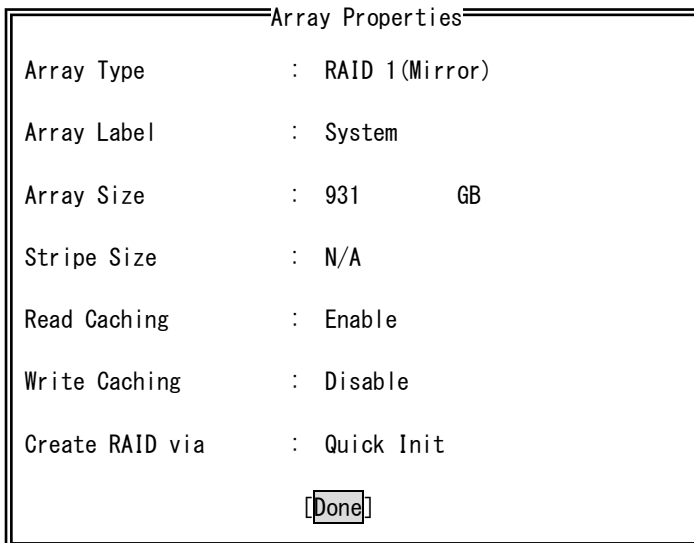 Array Properties
Array Type : RAID 1(Mirror)
Array Label : System
Array Size : 931 GB
Stripe Size : N/A
Read Caching : Enable
Write Caching : Disable
Create RAID via : Quick Init
[Done]